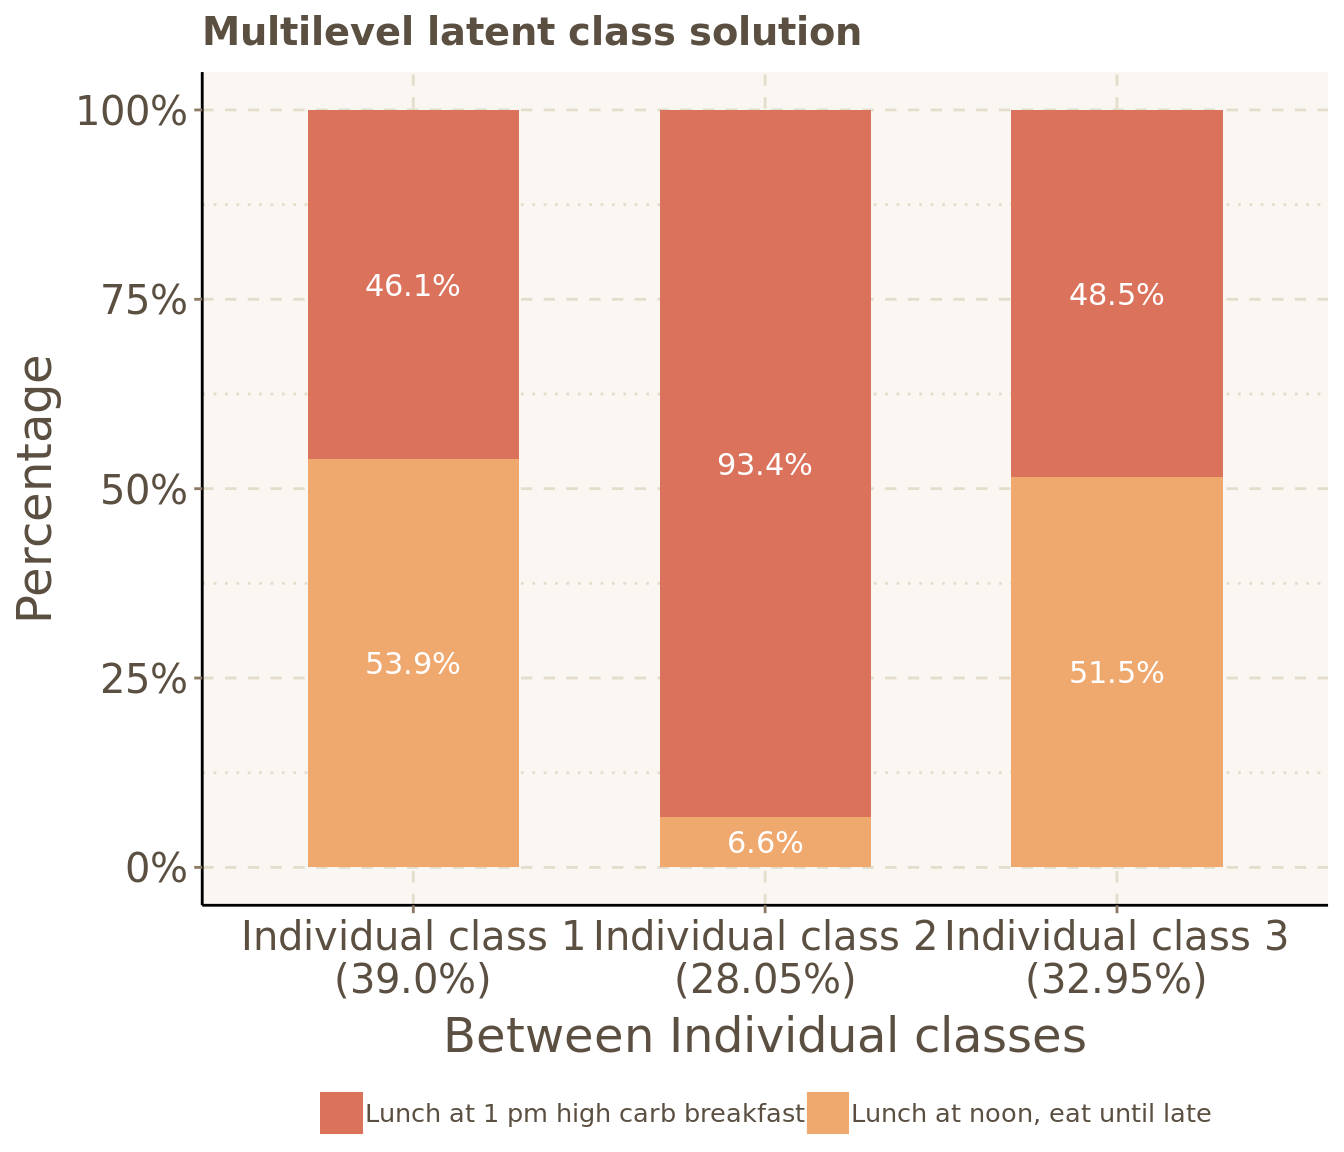 Multilevel latent class solution
100%
75%
50%
25%
0%
Percentage
46.1%
53.9%
93.4%
6.6%
48.5%
51.5%
Individual class 1
(39.0%)
Individual class 2
(28.05%)
Individual class 3
(32.95%)
Between Individual classes
Lunch at 1 pm high carb breakfast
Lunch at noon, eat until late